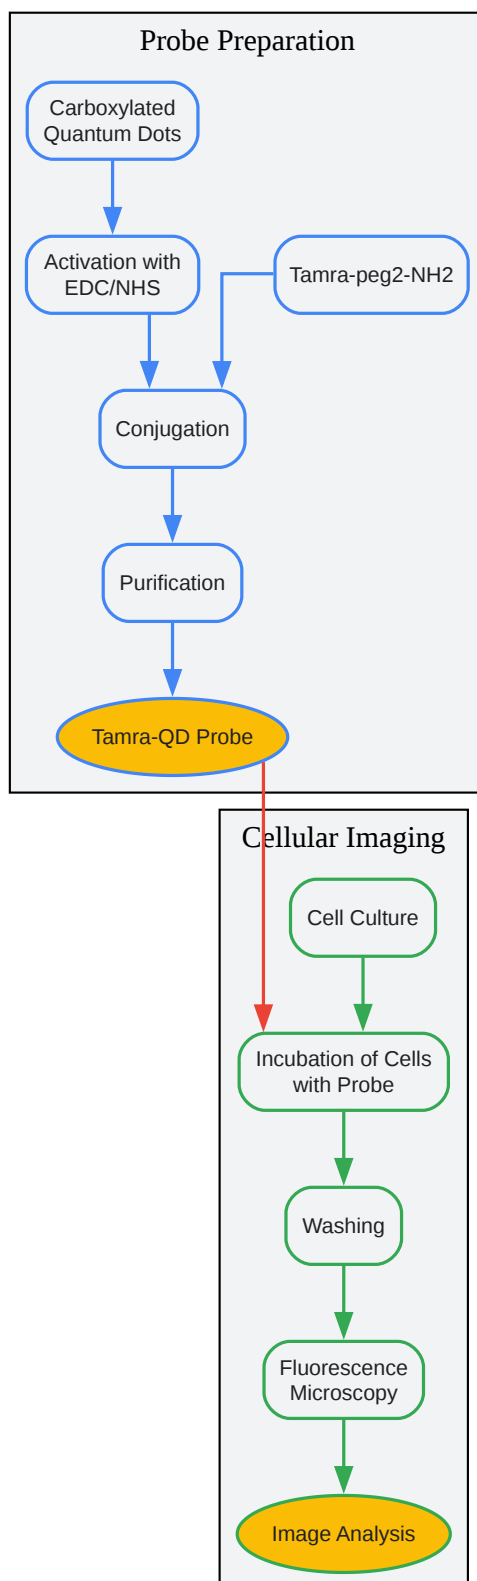 Probe Preparation
Carboxylated
Quantum Dots
Activation with
EDC/NHS
Tamra-peg2-NH2
Conjugation
Purification
Tamra-QD Probe
Cellular Imaging
Cell Culture
Incubation of Cells
with Probe
Washing
Fluorescence
Microscopy
Image Analysis